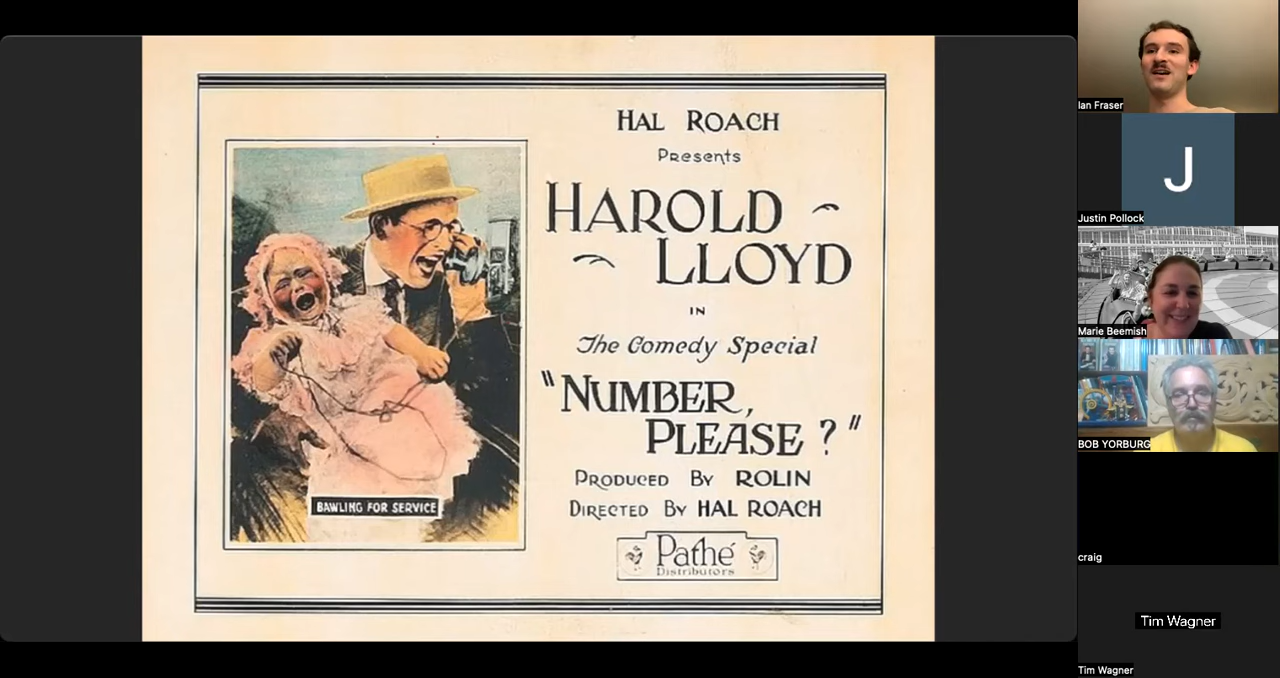 HAL ROACH
Presents
HAROLD
LLOYD
IN
The Comedy Special
"NUMBER,
PLEASE?"
PRODUCED BY ROLIN
DIRECTED BY HAL ROACH
Pathé
Distributors
BAWLING FOR SERVICE
Ian Fraser
J
Justin Pollock
Marie Beemish
BOB YORBURG
craig
Tim Wagner
Tim Wagner